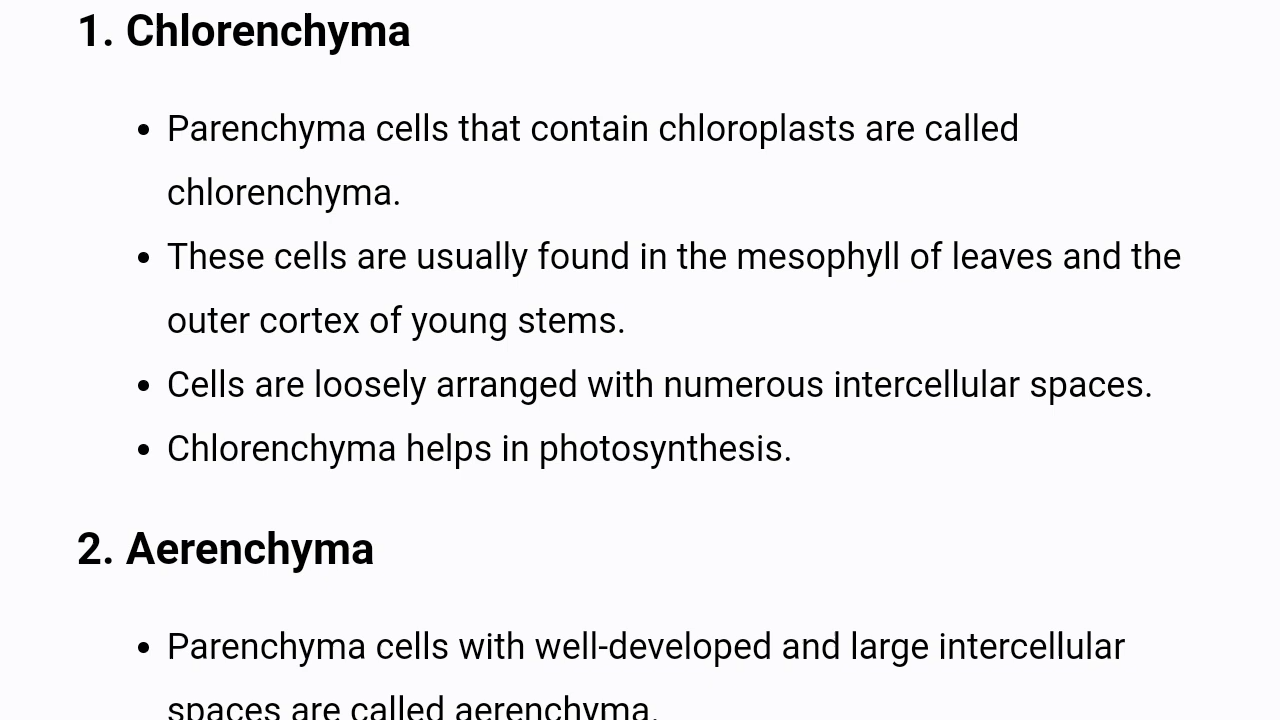 1. Chlorenchyma
• Parenchyma cells that contain chloroplasts are called
chlorenchyma.
• These cells are usually found in the mesophyll of leaves and the
outer cortex of young stems.
• Cells are loosely arranged with numerous intercellular spaces.
• Chlorenchyma helps in photosynthesis.
2. Aerenchyma
• Parenchyma cells with well-developed and large intercellular
spaces are called aerenchyma.